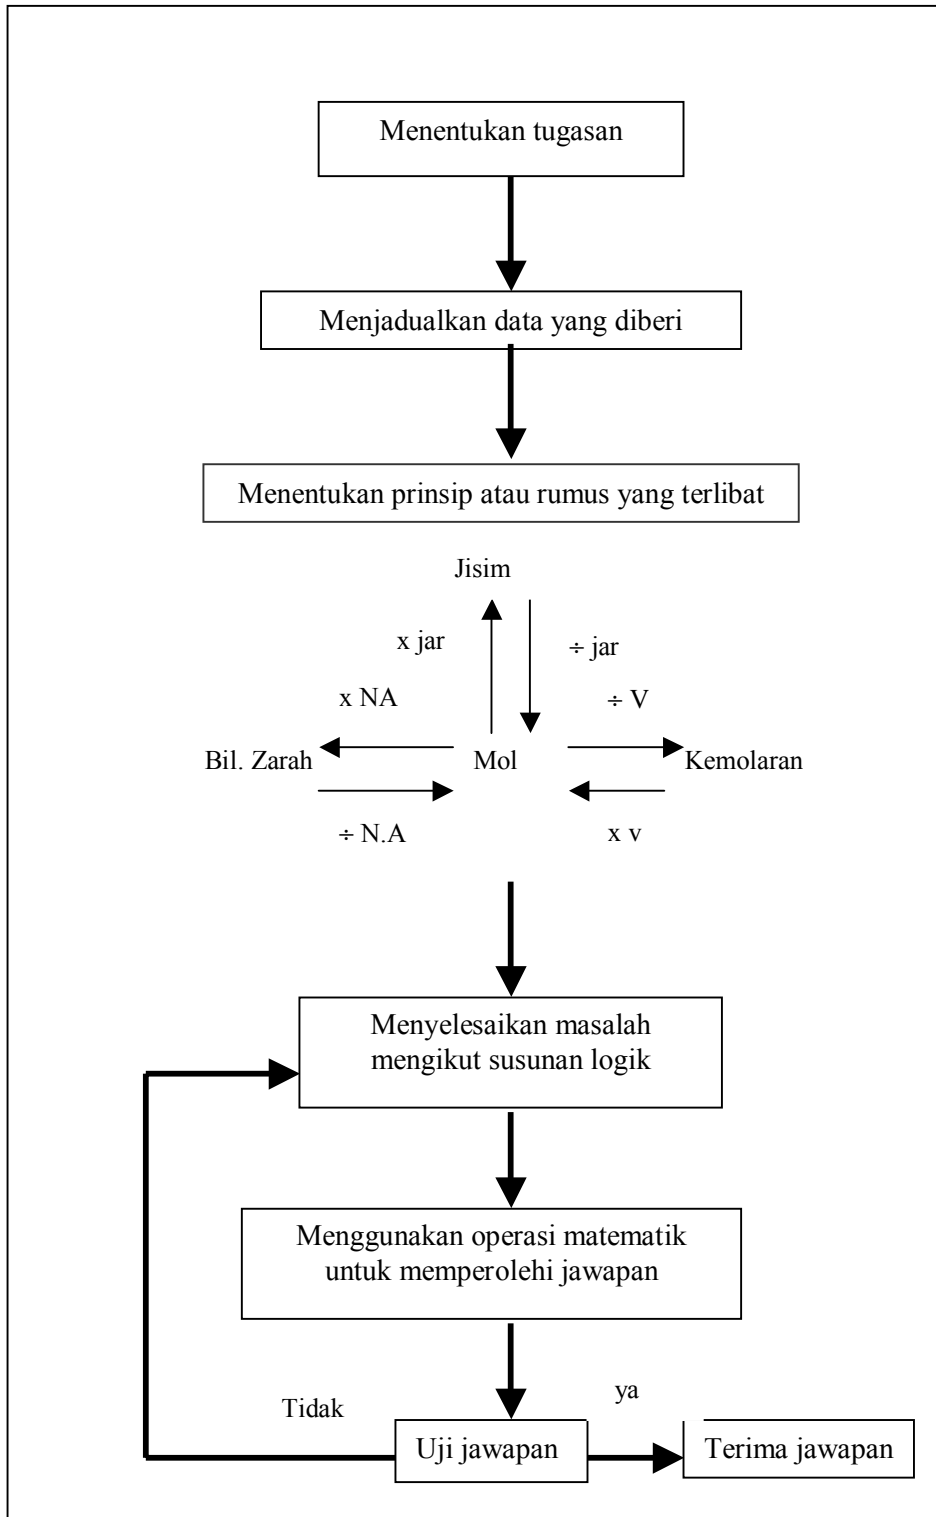 Menentukan tugasan
Menjadualkan data yang diberi
Menentukan prinsip atau rumus yang terlibat
Jisim
x jar
÷ jar
x NA
÷ V
Bil. Zarah
Mol
Kemolaran
÷ N.A
x v
Menyelesaikan masalah
mengikut susunan logik
Menggunakan operasi matematik
untuk memperolehi jawapan
Tidak
ya
Uji jawapan
Terima jawapan